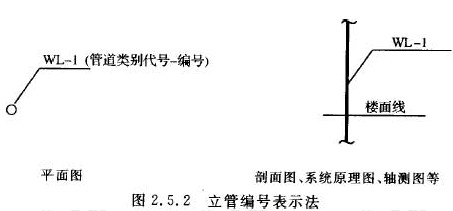 WL-1 (管道类别代号-编号)
WL-1
楼面线
平面图
剖面图、系统原理图、轴测图等
图 2.5.2 立管编号表示法